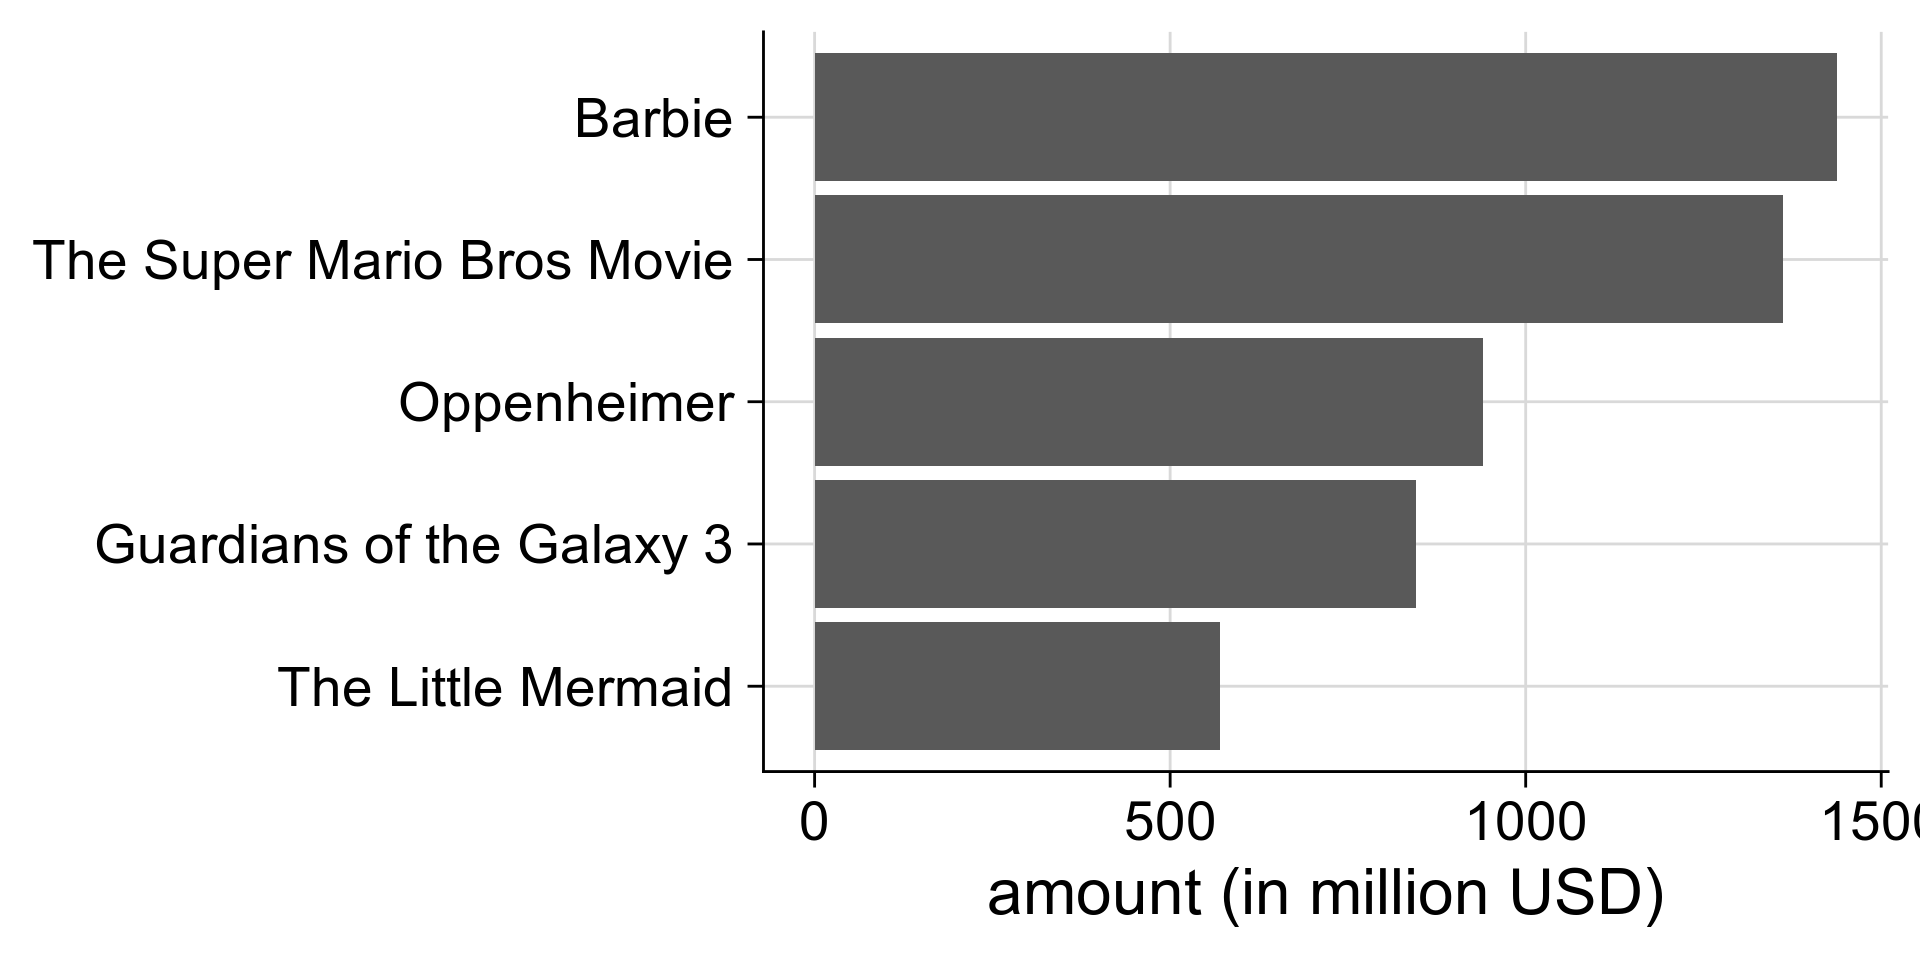 Barbie
The Super Mario Bros Movie
Oppenheimer
Guardians of the Galaxy 3
The Little Mermaid
0 500 1000 1500
amount (in million USD)